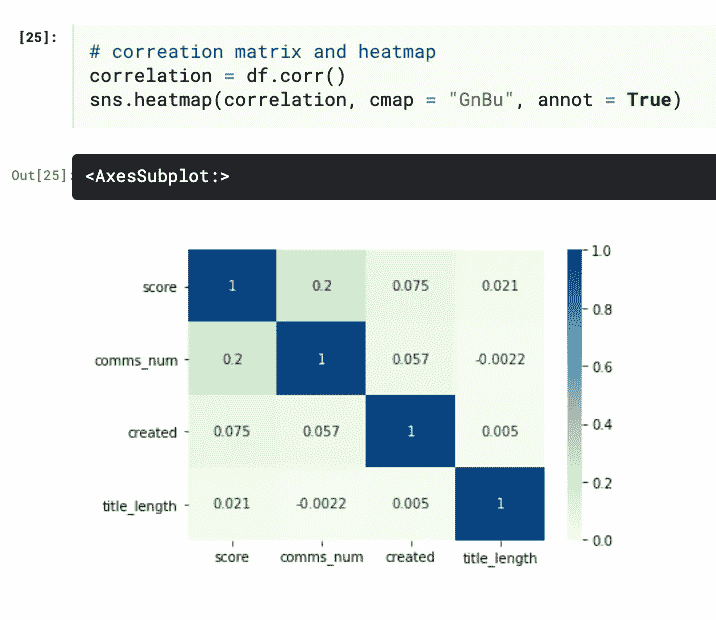 [25]:
# correation matrix and heatmap
correlation = df.corr()
sns.heatmap(correlation, cmap = "GnBu", annot = True)
Out[25]:
<AxesSubplot:>
score 1 0.2 0.075 0.021
comms_num 0.2 1 0.057 -0.0022
created 0.075 0.057 1 0.005
title_length 0.021 -0.0022 0.005 1
score comms_num created title_length
1.0
0.8
0.6
0.4
0.2
0.0